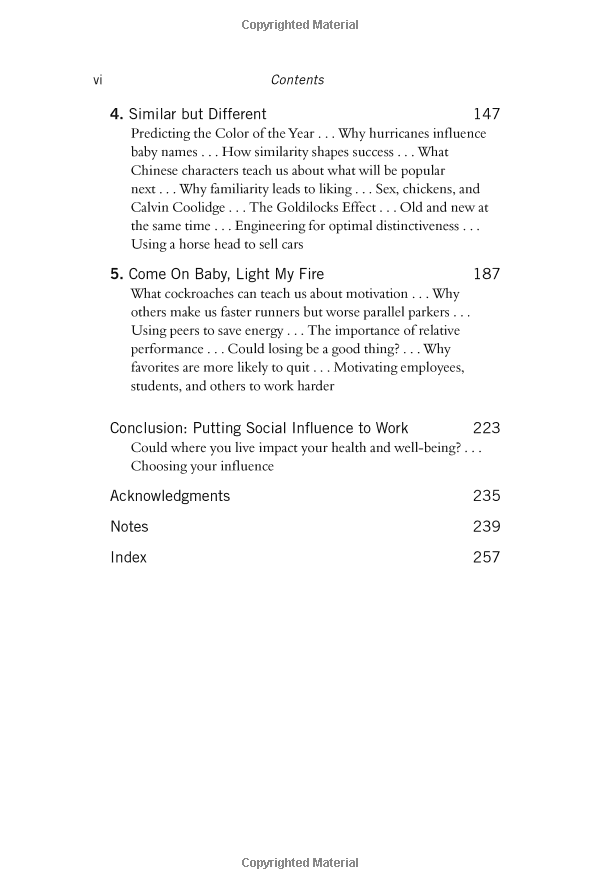 Copyrighted Material
vi Contents
4. Similar but Different 147
Predicting the Color of the Year . . . Why hurricanes influence
baby names . . . How similarity shapes success . . . What
Chinese characters teach us about what will be popular
next . . . Why familiarity leads to liking . . . Sex, chickens, and
Calvin Coolidge . . . The Goldilocks Effect . . . Old and new at
the same time . . . Engineering for optimal distinctiveness . . .
Using a horse head to sell cars
5. Come On Baby, Light My Fire 187
What cockroaches can teach us about motivation . . . Why
others make us faster runners but worse parallel parkers . . .
Using peers to save energy . . . The importance of relative
performance . . . Could losing be a good thing? . . . Why
favorites are more likely to quit . . . Motivating employees,
students, and others to work harder
Conclusion: Putting Social Influence to Work 223
Could where you live impact your health and well-being? . . .
Choosing your influence
Acknowledgments 235
Notes 239
Index 257
Copyrighted Material